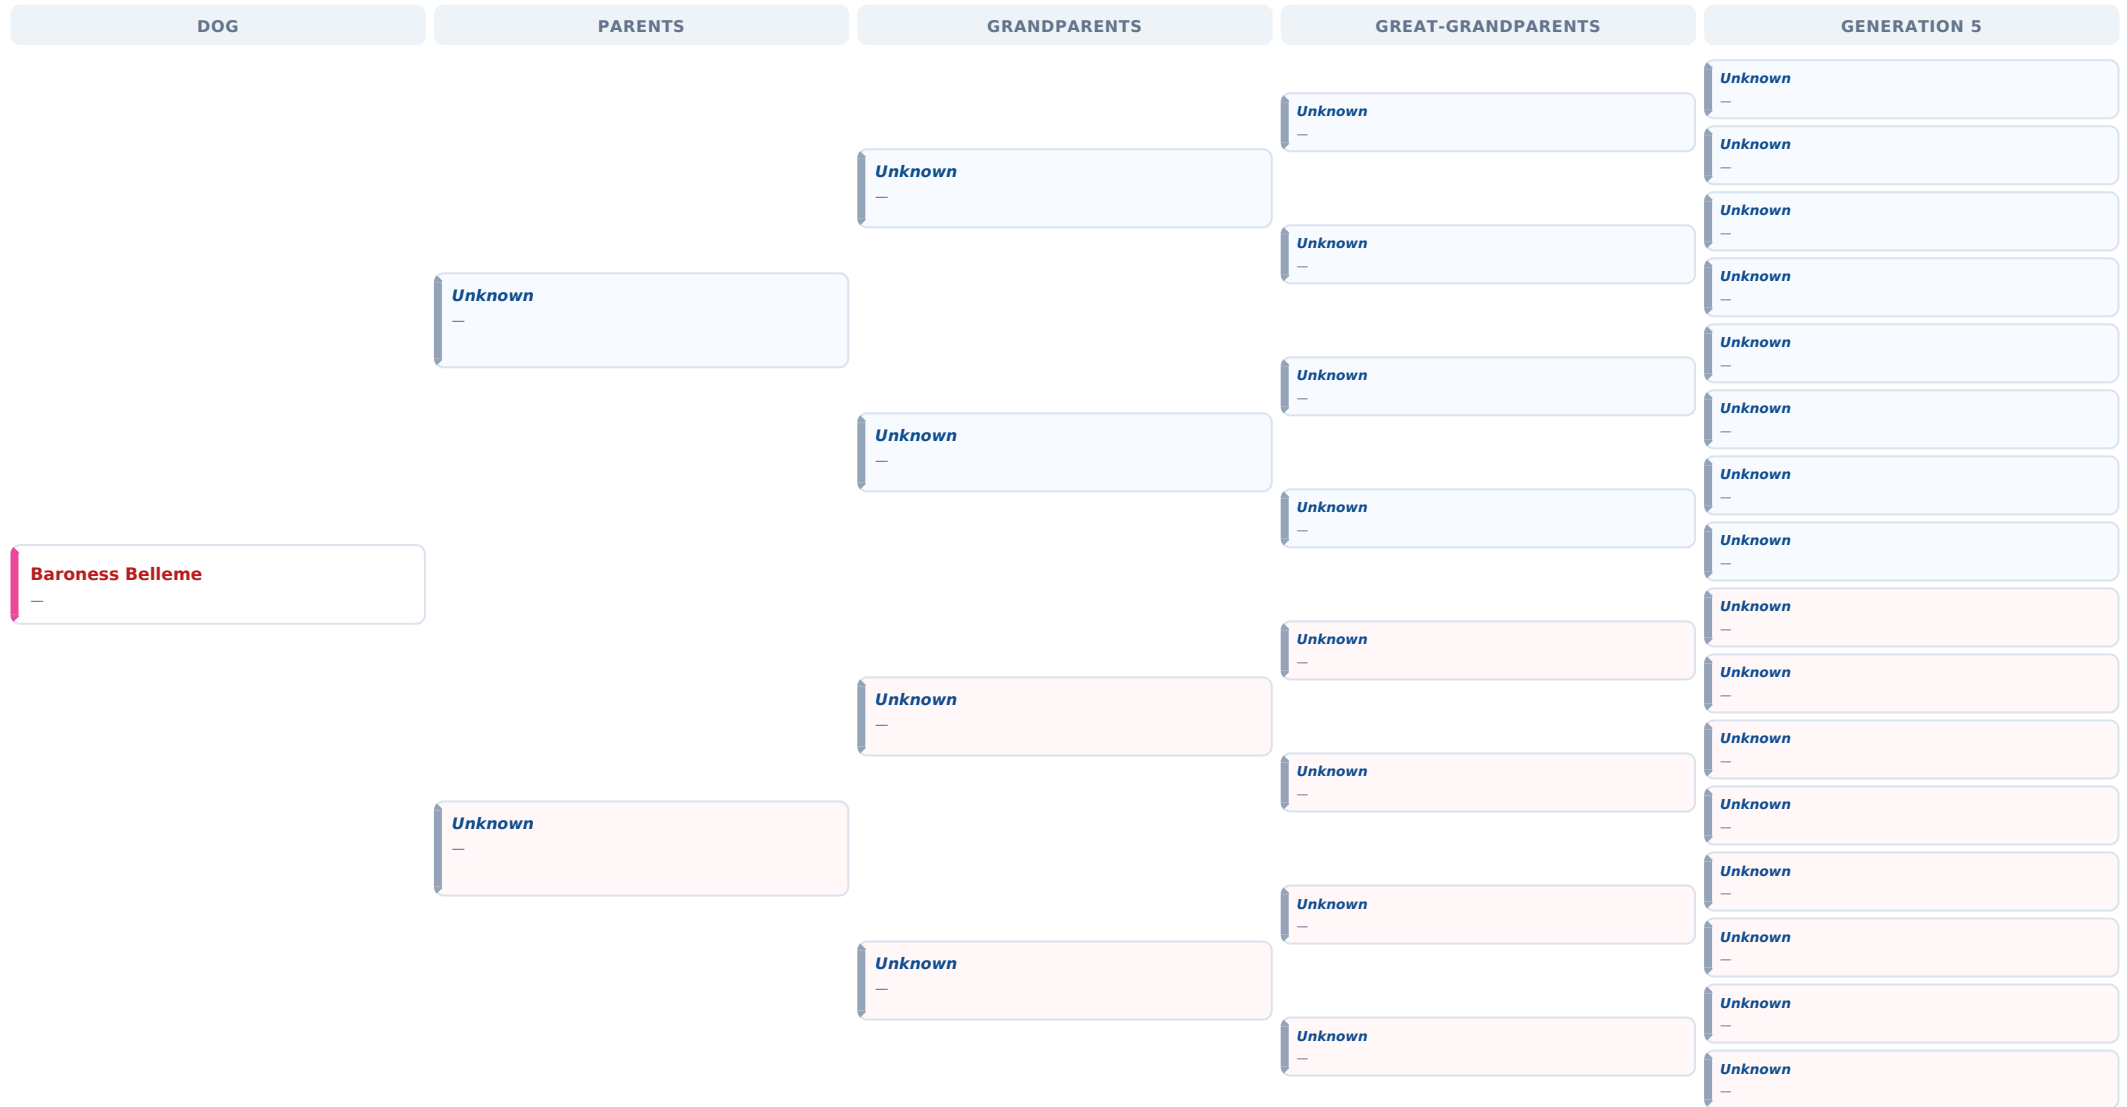 DOG
PARENTS
GRANDPARENTS
GREAT-GRANDPARENTS
GENERATION 5
Baroness Belleme
—
Unknown
—
Unknown
—
Unknown
—
Unknown
—
Unknown
—
Unknown
—
Unknown
—
Unknown
—
Unknown
—
Unknown
—
Unknown
—
Unknown
—
Unknown
—
Unknown
—
Unknown
—
Unknown
—
Unknown
—
Unknown
—
Unknown
—
Unknown
—
Unknown
—
Unknown
—
Unknown
—
Unknown
—
Unknown
—
Unknown
—
Unknown
—
Unknown
—
Unknown
—
Unknown
—